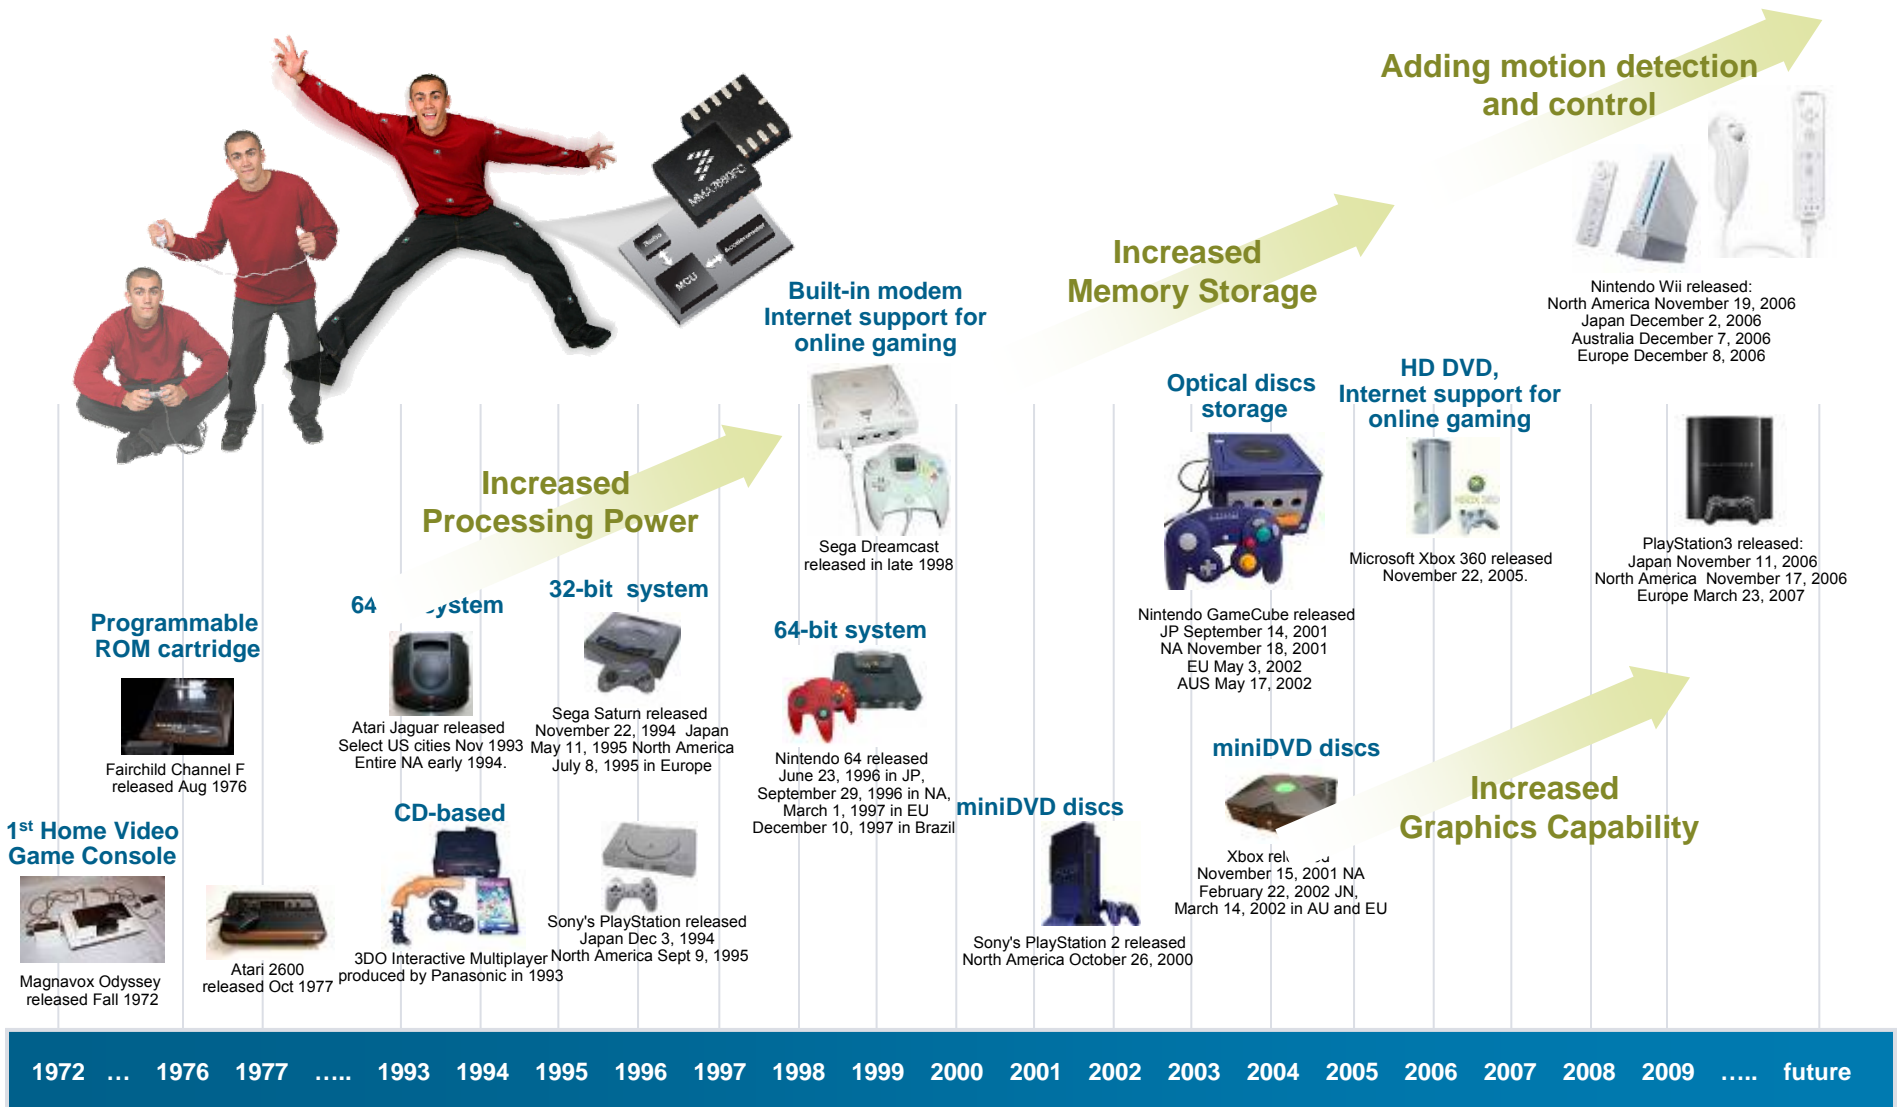 Adding motion detection
and control
Nintendo Wii released:
North America November 19, 2006
Japan December 2, 2006
Australia December 7, 2006
Europe December 8, 2006
MCU
Increased
Memory Storage
Built-in modem
Internet support for
online gaming
Sega Dreamcast
released in late 1998
Optical discs
storage
Nintendo GameCube released
JP September 14, 2001
NA November 18, 2001
EU May 3, 2002
AUS May 17, 2002
HD DVD,
Internet support for
online gaming
XBOX 360
Microsoft Xbox 360 released
November 22, 2005.
PlayStation3 released:
Japan November 11, 2006
North America November 17, 2006
Europe March 23, 2007
Increased
Processing Power
Programmable
ROM cartridge
Fairchild Channel F
released Aug 1976
64 ystem
Atari Jaguar released
Select US cities Nov 1993
Entire NA early 1994.
32-bit system
Sega Saturn released
November 22, 1994 Japan
May 11, 1995 North America
July 8, 1995 in Europe
64-bit system
Nintendo 64 released
June 23, 1996 in JP,
September 29, 1996 in NA,
March 1, 1997 in EU
December 10, 1997 in Brazil
1st Home Video
Game Console
Magnavox Odyssey
released Fall 1972
Atari 2600
released Oct 1977
CD-based
3DO Interactive Multiplayer
produced by Panasonic in 1993
Sony's PlayStation released
Japan Dec 3, 1994
North America Sept 9, 1995
miniDVD discs
Sony's PlayStation 2 released
North America October 26, 2000
miniDVD discs
Xbox rel
November 15, 2001 NA
February 22, 2002 JN,
March 14, 2002 in AU and EU
Increased
Graphics Capability
1972 … 1976 1977 ….. 1993 1994 1995 1996 1997 1998 1999 2000 2001 2002 2003 2004 2005 2006 2007 2008 2009 ….. future